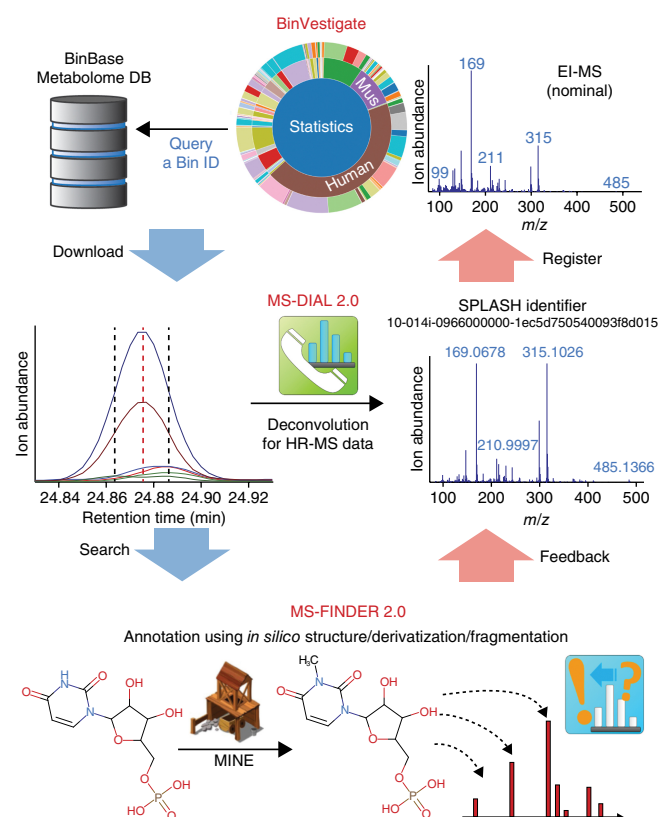 BinVestigate
BinBase
Metabolome DB
Query
a Bin ID
Statistics
Mus
Human
Ion abundance
EI-MS
(nominal)
169
315
211
99
485
100 200 300 400 500
m/z
Download
Register
MS-DIAL 2.0
Deconvolution
for HR-MS data
SPLASH identifier
10-014i-0966000000-1ec5d750540093f8d015
Ion abundance
24.84 24.86 24.88 24.90 24.92
Retention time (min)
Ion abundance
169.0678 315.1026
210.9997
485.1366
100 200 300 400 500
m/z
Search
Feedback
MS-FINDER 2.0
Annotation using in silico structure/derivatization/fragmentation
O
H
N
O
N
O
OH
OH
O
P
OH
OH
O
MINE
H₃C
N
O
O
N
O
OH
OH
O
P
OH
OH
O
! ?